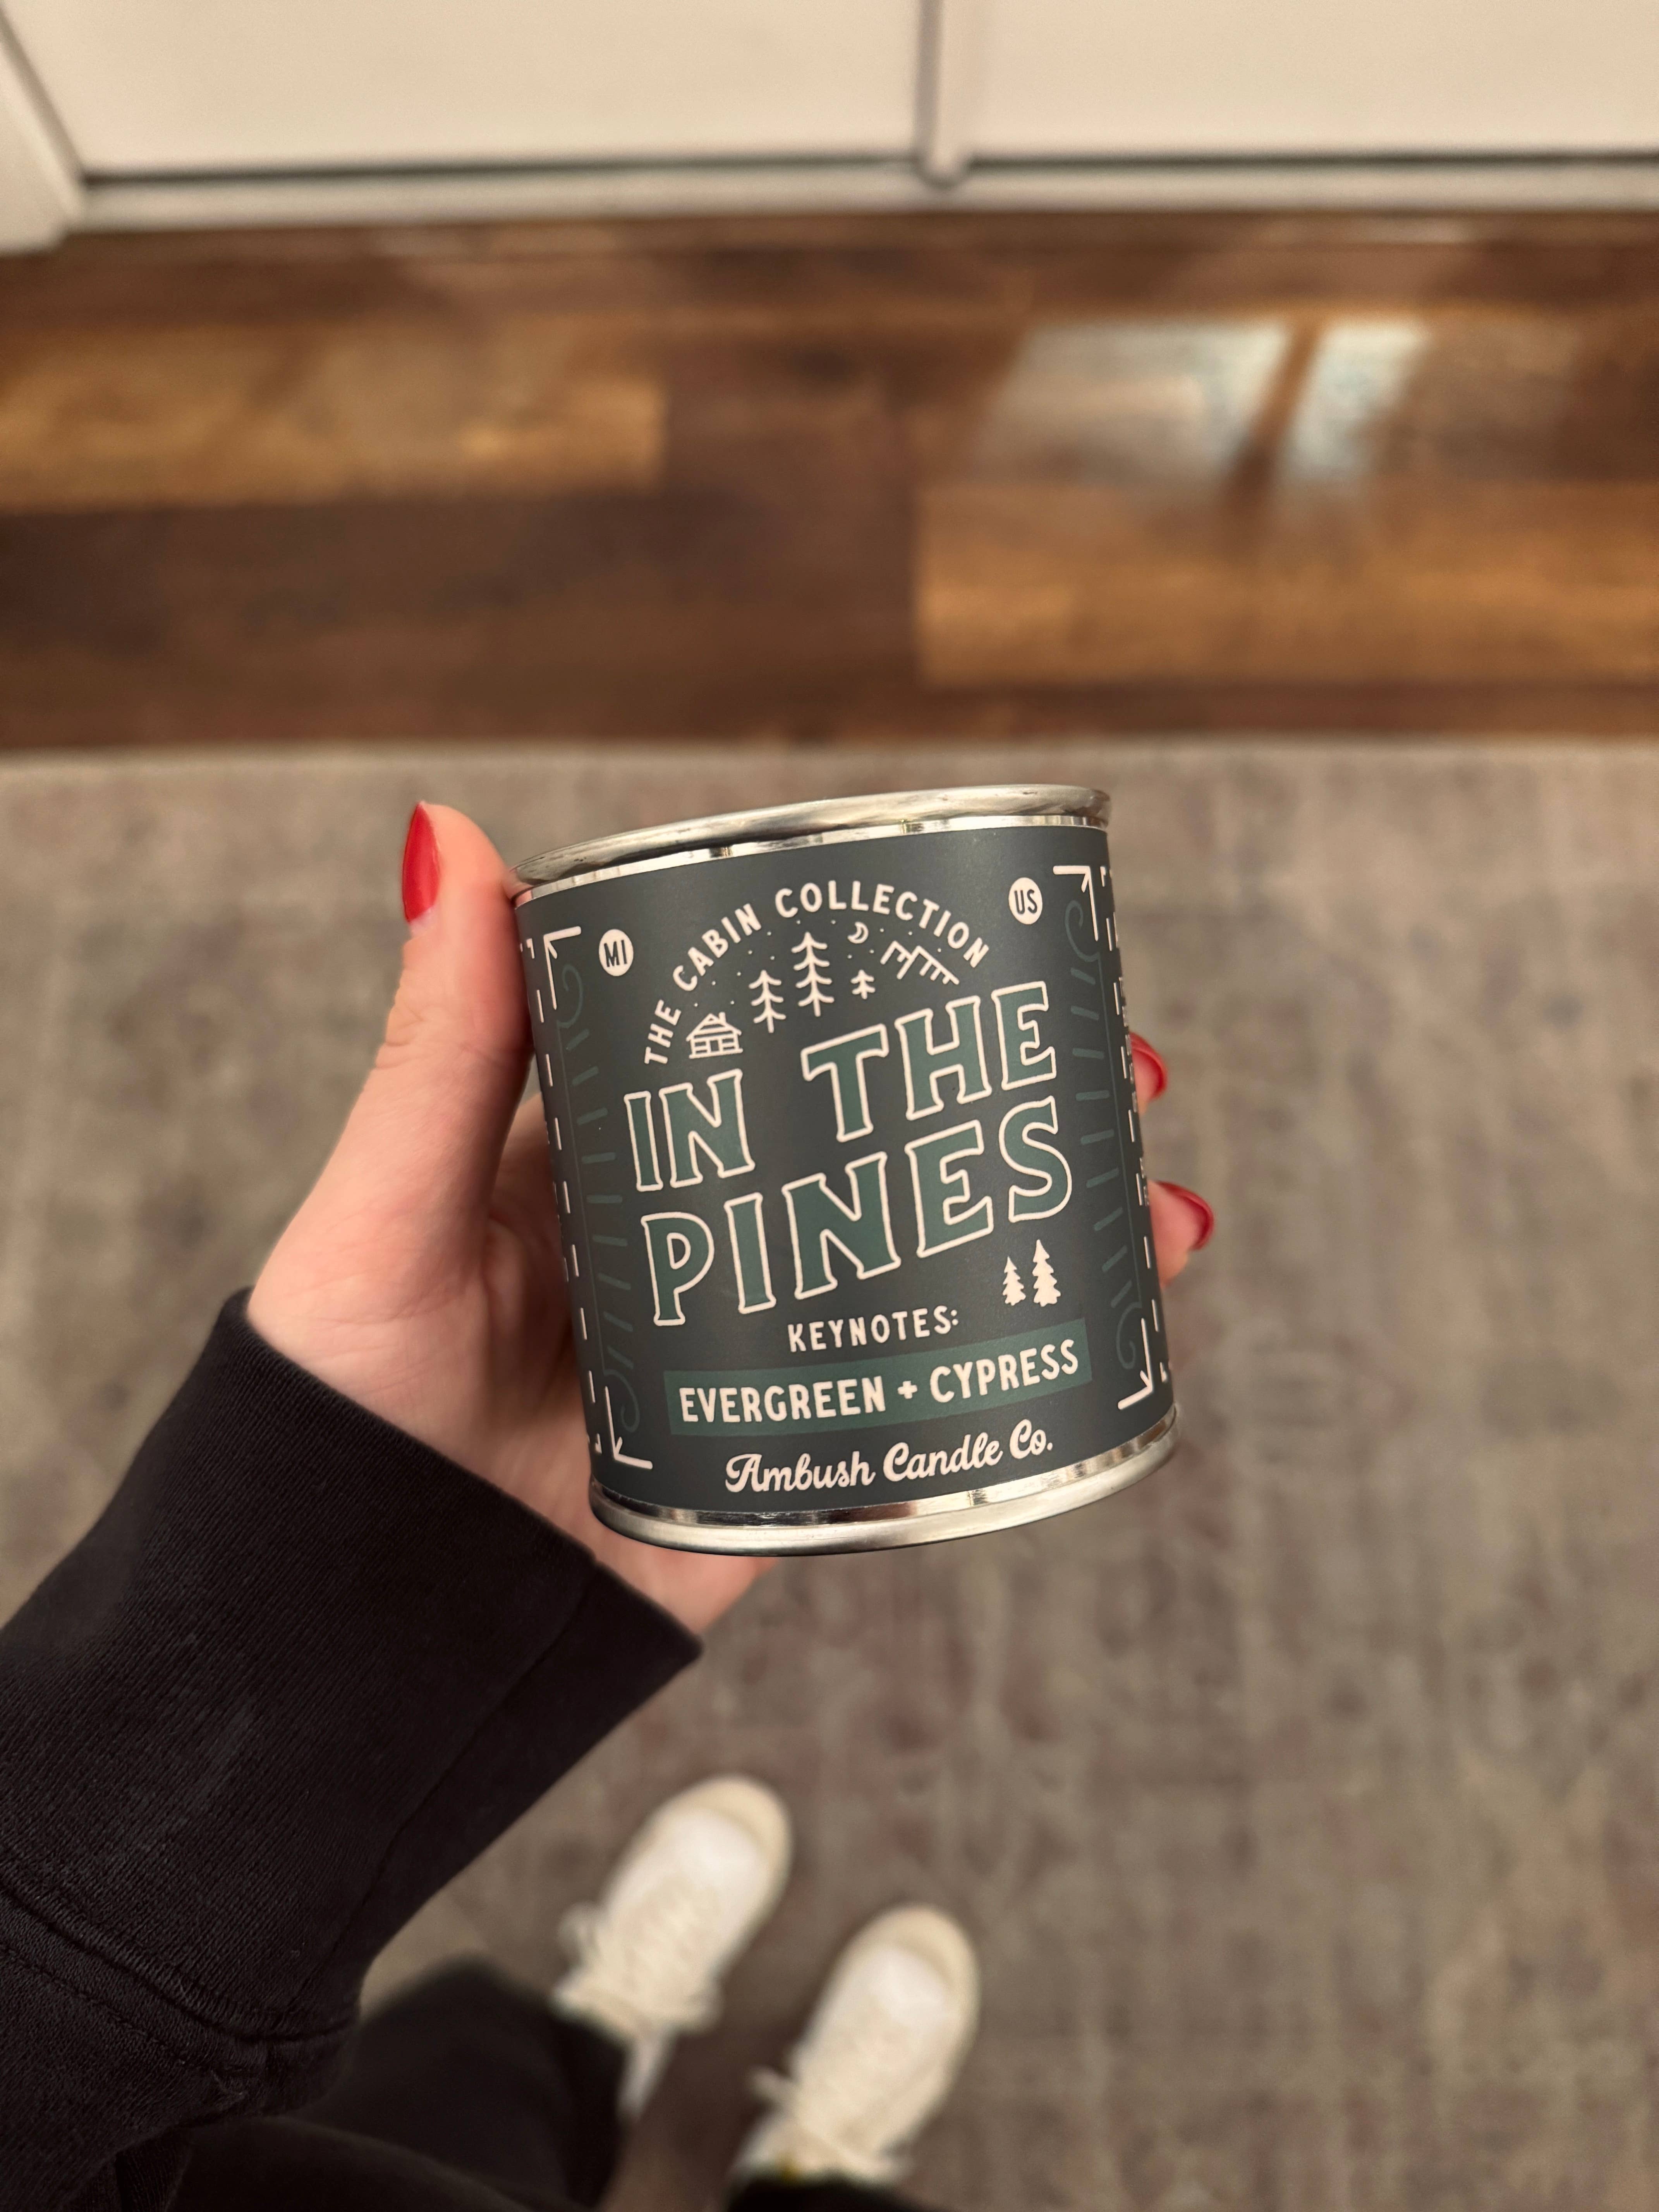 MI
US
THE CABIN COLLECTION
IN THE
PINES
KEYNOTES:
EVERGREEN + CYPRESS
Ambush Candle Co.